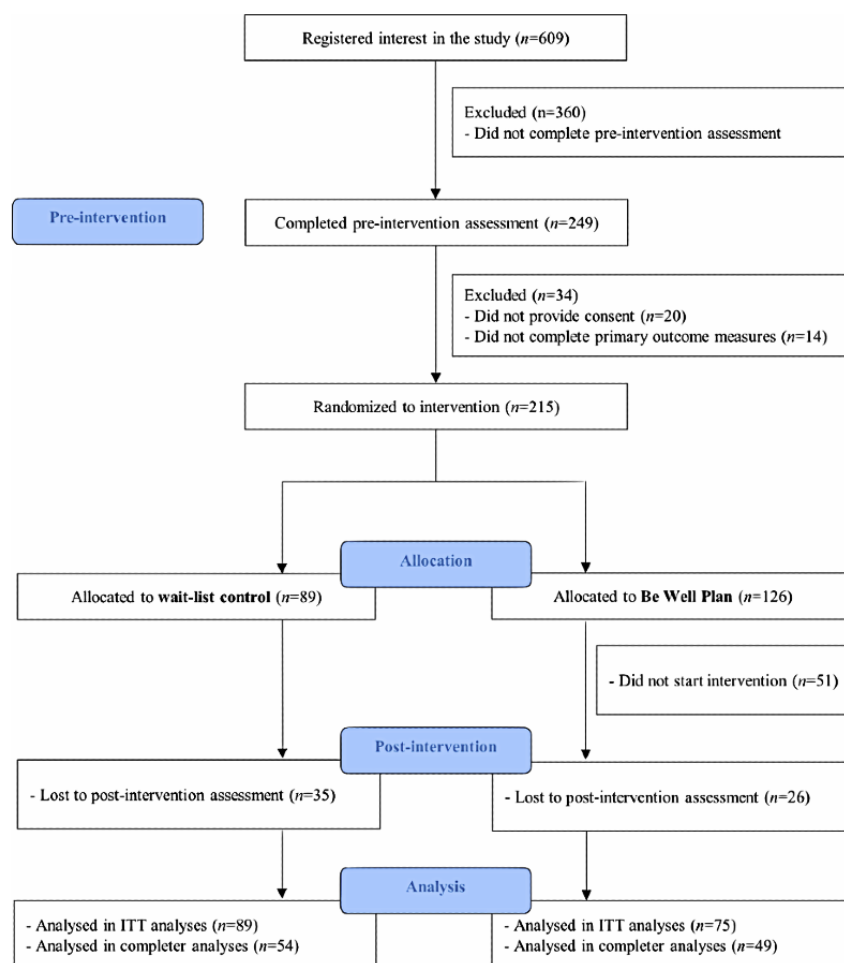 Registered interest in the study (n=609)
Excluded (n=360)
- Did not complete pre-intervention assessment
Pre-intervention
Completed pre-intervention assessment (n=249)
Excluded (n=34)
- Did not provide consent (n=20)
- Did not complete primary outcome measures (n=14)
Randomized to intervention (n=215)
Allocation
Allocated to wait-list control (n=89)
Allocated to Be Well Plan (n=126)
- Did not start intervention (n=51)
Post-intervention
- Lost to post-intervention assessment (n=35)
- Lost to post-intervention assessment (n=26)
Analysis
- Analysed in ITT analyses (n=89)
- Analysed in completer analyses (n=54)
- Analysed in ITT analyses (n=75)
- Analysed in completer analyses (n=49)